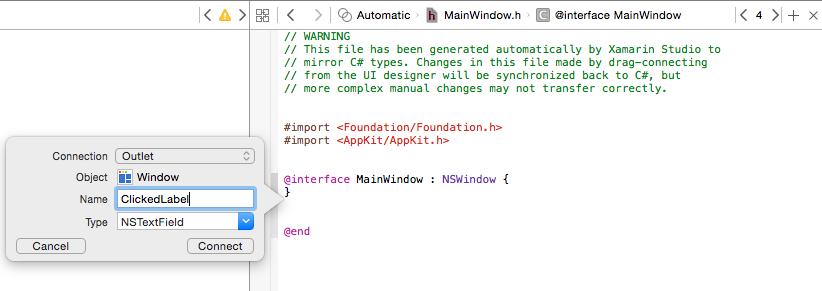 Automatic
MainWindow.h
@interface MainWindow
4
// WARNING
// This file has been generated automatically by Xamarin Studio to
// mirror C# types. Changes in this file made by drag-connecting
// from the UI designer will be synchronized back to C#, but
// more complex manual changes may not transfer correctly.
#import <Foundation/Foundation.h>
#import <AppKit/AppKit.h>
@interface MainWindow : NSWindow {
}
@end
Connection Outlet
Object Window
Name ClickedLabel
Type NSTextField
Cancel Connect